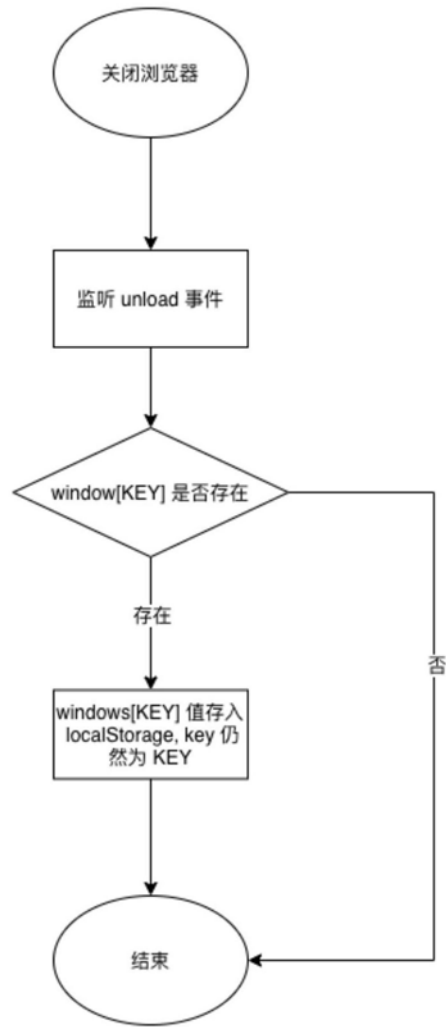 关闭浏览器
监听 unload 事件
window[KEY] 是否存在
存在
否
windows[KEY] 值存入
localStorage, key 仍
然为 KEY
结束